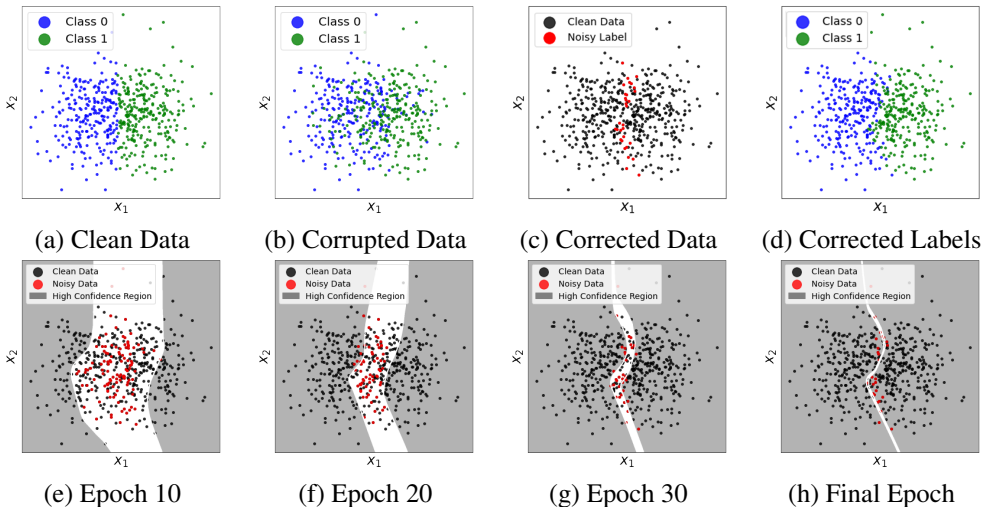 Class 0
Class 1
x2
x1
(a) Clean Data
Class 0
Class 1
x2
x1
(b) Corrupted Data
Clean Data
Noisy Label
x2
x1
(c) Corrected Data
Class 0
Class 1
x2
x1
(d) Corrected Labels
Clean Data
Noisy Data
High Confidence Region
x2
x1
(e) Epoch 10
Clean Data
Noisy Data
High Confidence Region
x2
x1
(f) Epoch 20
Clean Data
Noisy Data
High Confidence Region
x2
x1
(g) Epoch 30
Clean Data
Noisy Data
High Confidence Region
x2
x1
(h) Final Epoch